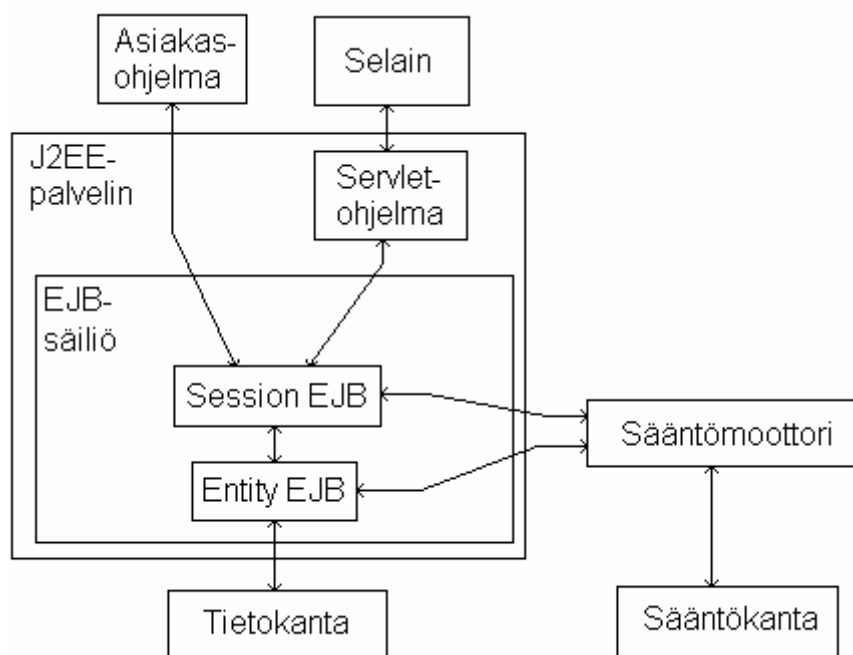 Asiakas-
ohjelma
Selain
J2EE-
palvelin
Servlet-
ohjelma
EJB-
säiliö
Session EJB
Sääntömoottori
Entity EJB
Tietokanta
Sääntökanta